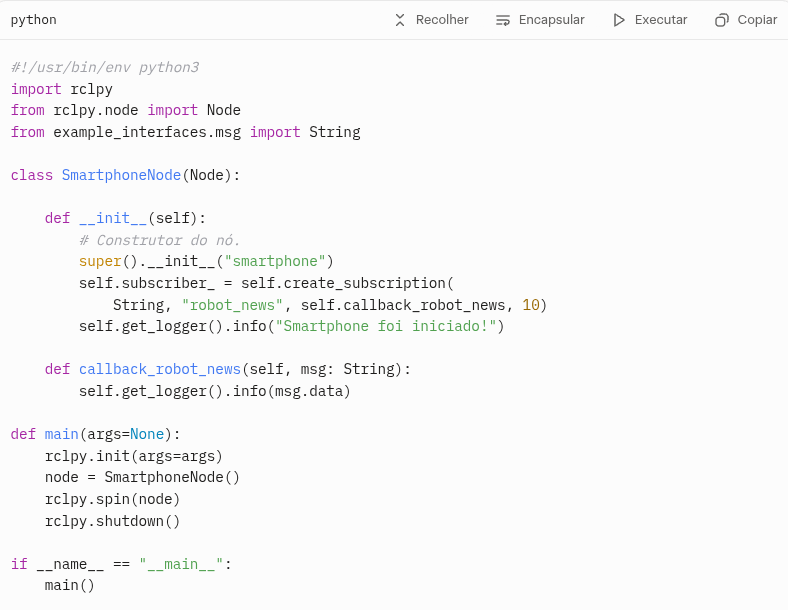 python Recolher Encapsular Executar Copiar
#!/usr/bin/env python3
import rclpy
from rclpy.node import Node
from example_interfaces.msg import String

class SmartphoneNode(Node):

    def __init__(self):
        # Construtor do nó.
        super().__init__("smartphone")
        self.subscriber_ = self.create_subscription(
            String, "robot_news", self.callback_robot_news, 10)
        self.get_logger().info("Smartphone foi iniciado!")

    def callback_robot_news(self, msg: String):
        self.get_logger().info(msg.data)

def main(args=None):
    rclpy.init(args=args)
    node = SmartphoneNode()
    rclpy.spin(node)
    rclpy.shutdown()

if __name__ == "__main__":
    main()